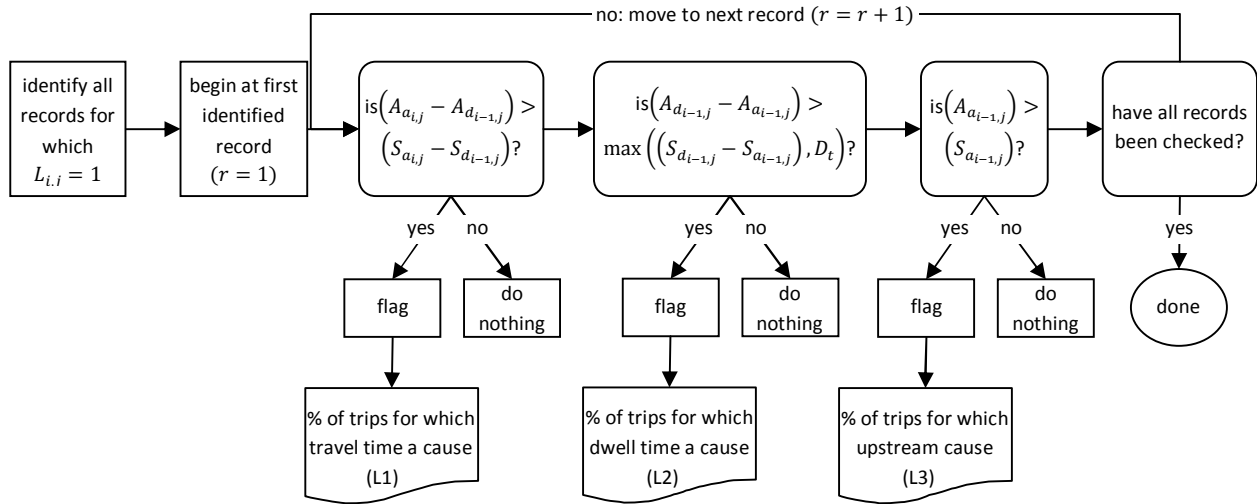 no: move to next record (𝑟 = 𝑟 + 1)
identify all
records for
which
𝐿_{𝑖,𝑗} = 1
begin at first
identified
record
(𝑟 = 1)
is(𝐴_{𝑎_{𝑖,𝑗}} − 𝐴_{𝑑_{𝑖−1,𝑗}}) >
(𝑆_{𝑎_{𝑖,𝑗}} − 𝑆_{𝑑_{𝑖−1,𝑗}})?
is(𝐴_{𝑑_{𝑖−1,𝑗}} − 𝐴_{𝑎_{𝑖−1,𝑗}}) >
max((𝑆_{𝑑_{𝑖−1,𝑗}} − 𝑆_{𝑎_{𝑖−1,𝑗}}), 𝐷_𝑡)?
is(𝐴_{𝑎_{𝑖−1,𝑗}}) >
(𝑆_{𝑎_{𝑖−1,𝑗}})?
have all records
been checked?
yes
no
yes
no
yes
no
yes
flag
do
nothing
flag
do
nothing
flag
do
nothing
done
% of trips for which
travel time a cause
(L1)
% of trips for which
dwell time a cause
(L2)
% of trips for which
upstream cause
(L3)